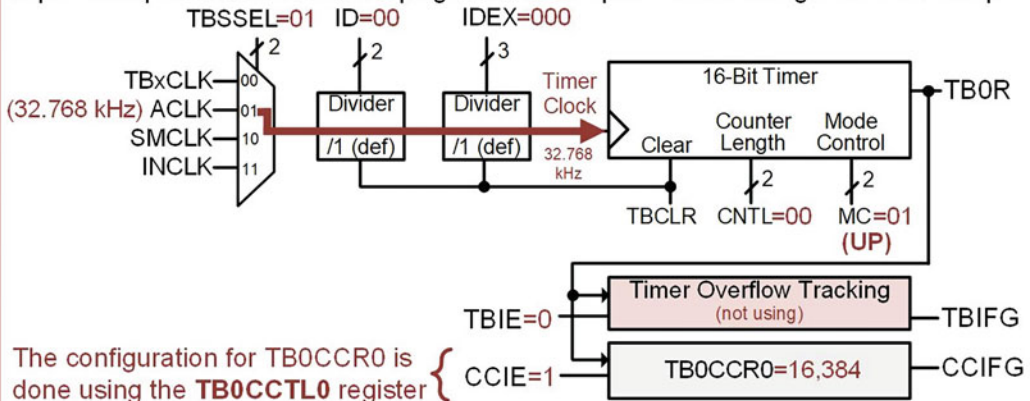 TBSSEL=01 ID=00 IDEX=000
2 2 3
TBxCLK 00
(32.768 kHz) ACLK 01
SMCLK 10
INCLK 11
Divider
/1 (def)
Divider
/1 (def)
Timer
Clock
32.768
kHz
16-Bit Timer
Clear
Counter
Length
Mode
Control
TB0R
2 2
TBCLR CNTL=00 MC=01
(UP)
Timer Overflow Tracking
(not using)
TBIE=0
TBIFG
The configuration for TB0CCR0 is
done using the TB0CCTL0 register
CCIE=1
TB0CCR0=16,384
CCIFG